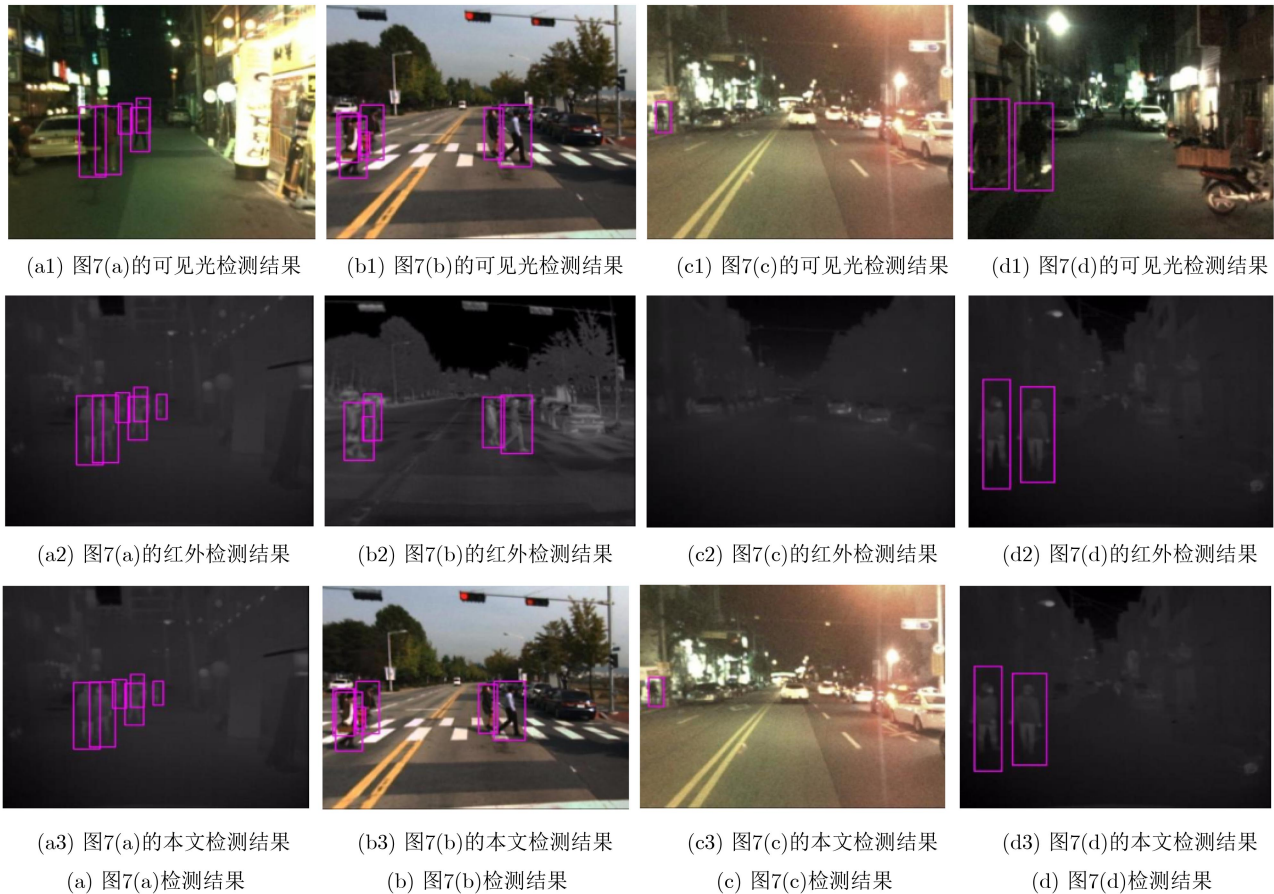 (a1) 图7(a)的可见光检测结果
(b1) 图7(b)的可见光检测结果
(c1) 图7(c)的可见光检测结果
(d1) 图7(d)的可见光检测结果
(a2) 图7(a)的红外检测结果
(b2) 图7(b)的红外检测结果
(c2) 图7(c)的红外检测结果
(d2) 图7(d)的红外检测结果
(a3) 图7(a)的本文检测结果
(b3) 图7(b)的本文检测结果
(c3) 图7(c)的本文检测结果
(d3) 图7(d)的本文检测结果
(a) 图7(a)检测结果
(b) 图7(b)检测结果
(c) 图7(c)检测结果
(d) 图7(d)检测结果